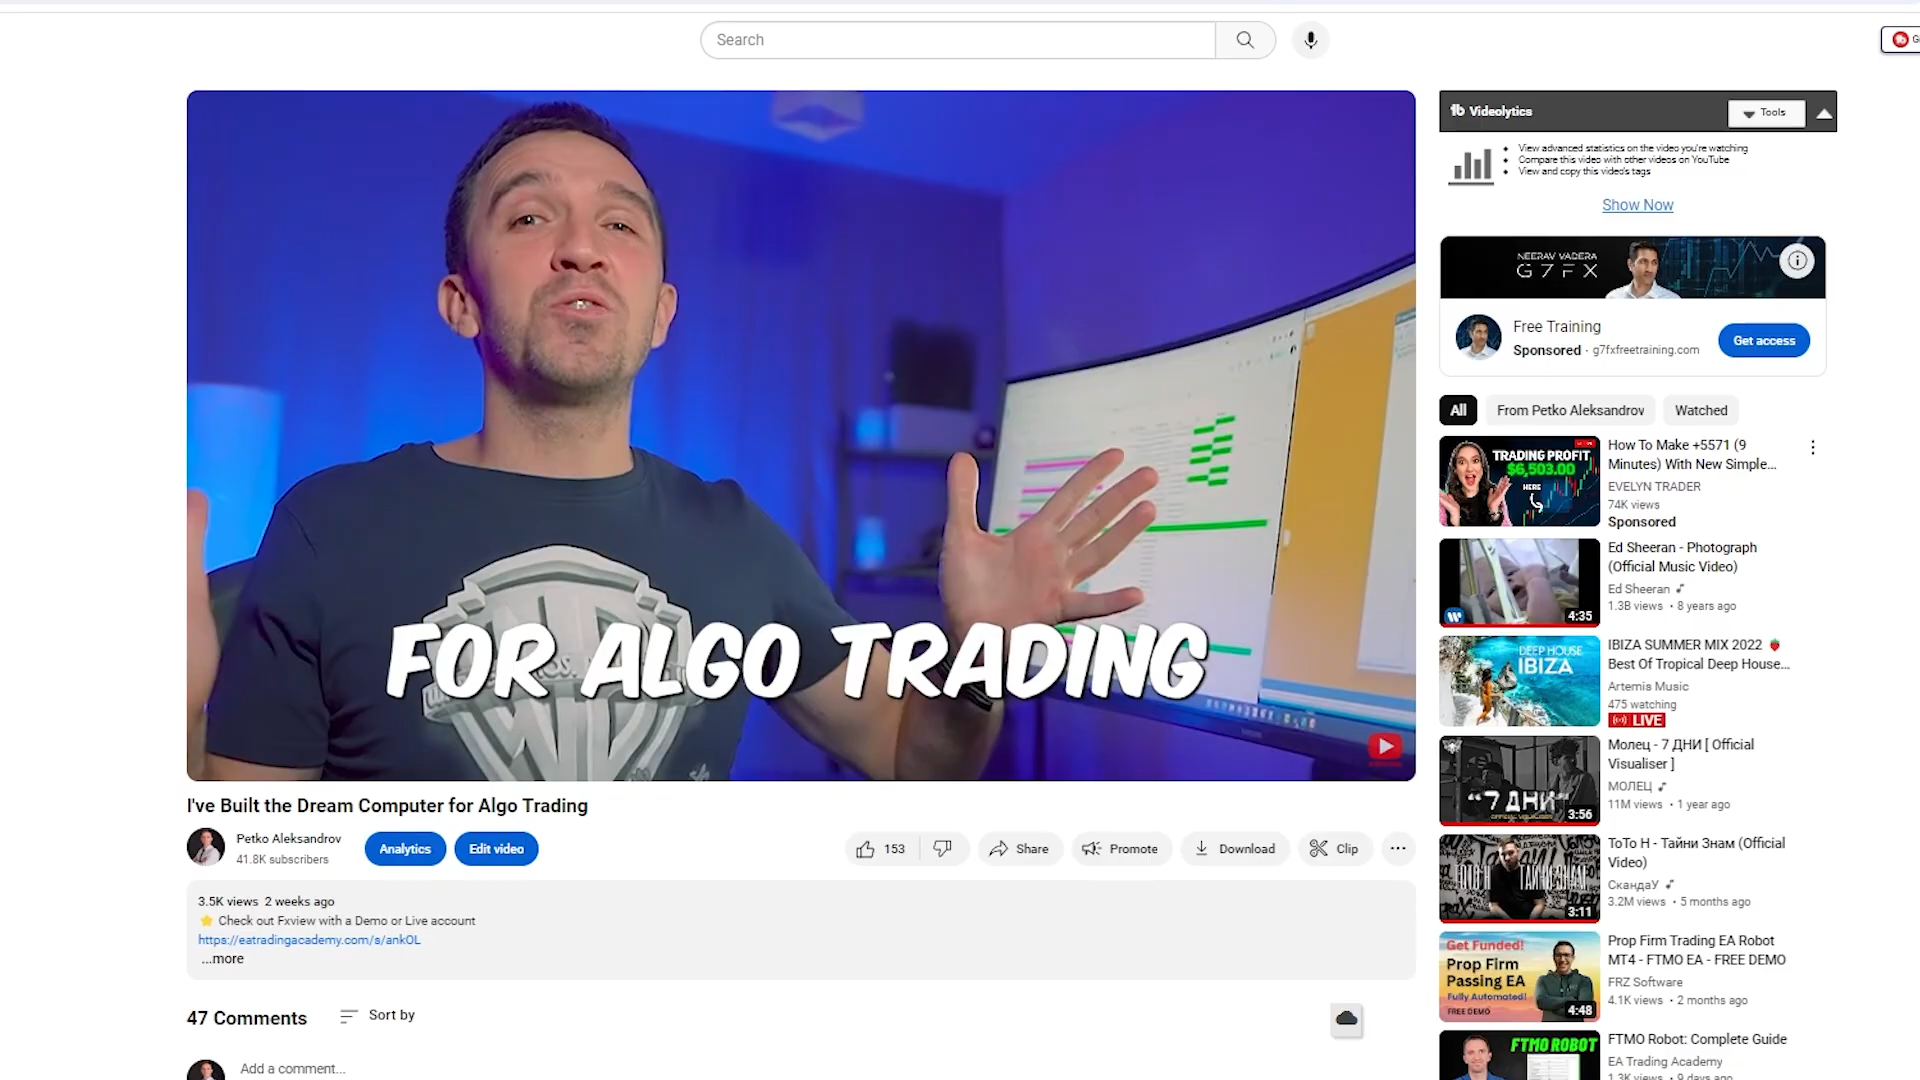 Search
FOR ALGO TRADING
I've Built the Dream Computer for Algo Trading
Petko Aleksandrov
41.8K subscribers
Analytics
Edit video
153
Share
Promote
Download
Clip
3.5K views 2 weeks ago
Check out Fxview with a Demo or Live account
https://eatradingacademy.com/s/ankOL
...more
47 Comments
Sort by
Add a comment...
Videolytics
Tools
View advanced statistics on the video you're watching
Compare this video with other videos on YouTube
View and copy this video's tags
Show Now
NEERAV VADERA
G7FX
Free Training
Sponsored · g7fxfreetraining.com
Get access
All
From Petko Aleksandrov
Watched
TRADING PROFIT
$6,503.00
HERE
How To Make +5571 (9
Minutes) With New Simple...
EVELYN TRADER
74K views
Sponsored
4:35
Ed Sheeran - Photograph
(Official Music Video)
Ed Sheeran
1.3B views • 8 years ago
DEEP HOUSE
IBIZA
IBIZA SUMMER MIX 2022
Best Of Tropical Deep House...
Artemis Music
475 watching
LIVE
"7 ДНИ"
3:56
Молец - 7 ДНИ [ Official
Visualiser ]
МОЛЕЦ
11M views • 1 year ago
3:11
ToTo H - Тайни Знам (Official
Video)
СкандаУ
3.2M views • 5 months ago
Get Funded!
Prop Firm
Passing EA
Fully Automated!
FREE DEMO
4:48
Prop Firm Trading EA Robot
MT4 - FTMO EA - FREE DEMO
FRZ Software
4.1K views • 2 months ago
FTMO ROBOT
FTMO Robot: Complete Guide
EA Trading Academy
1.3K views • 9 days ago